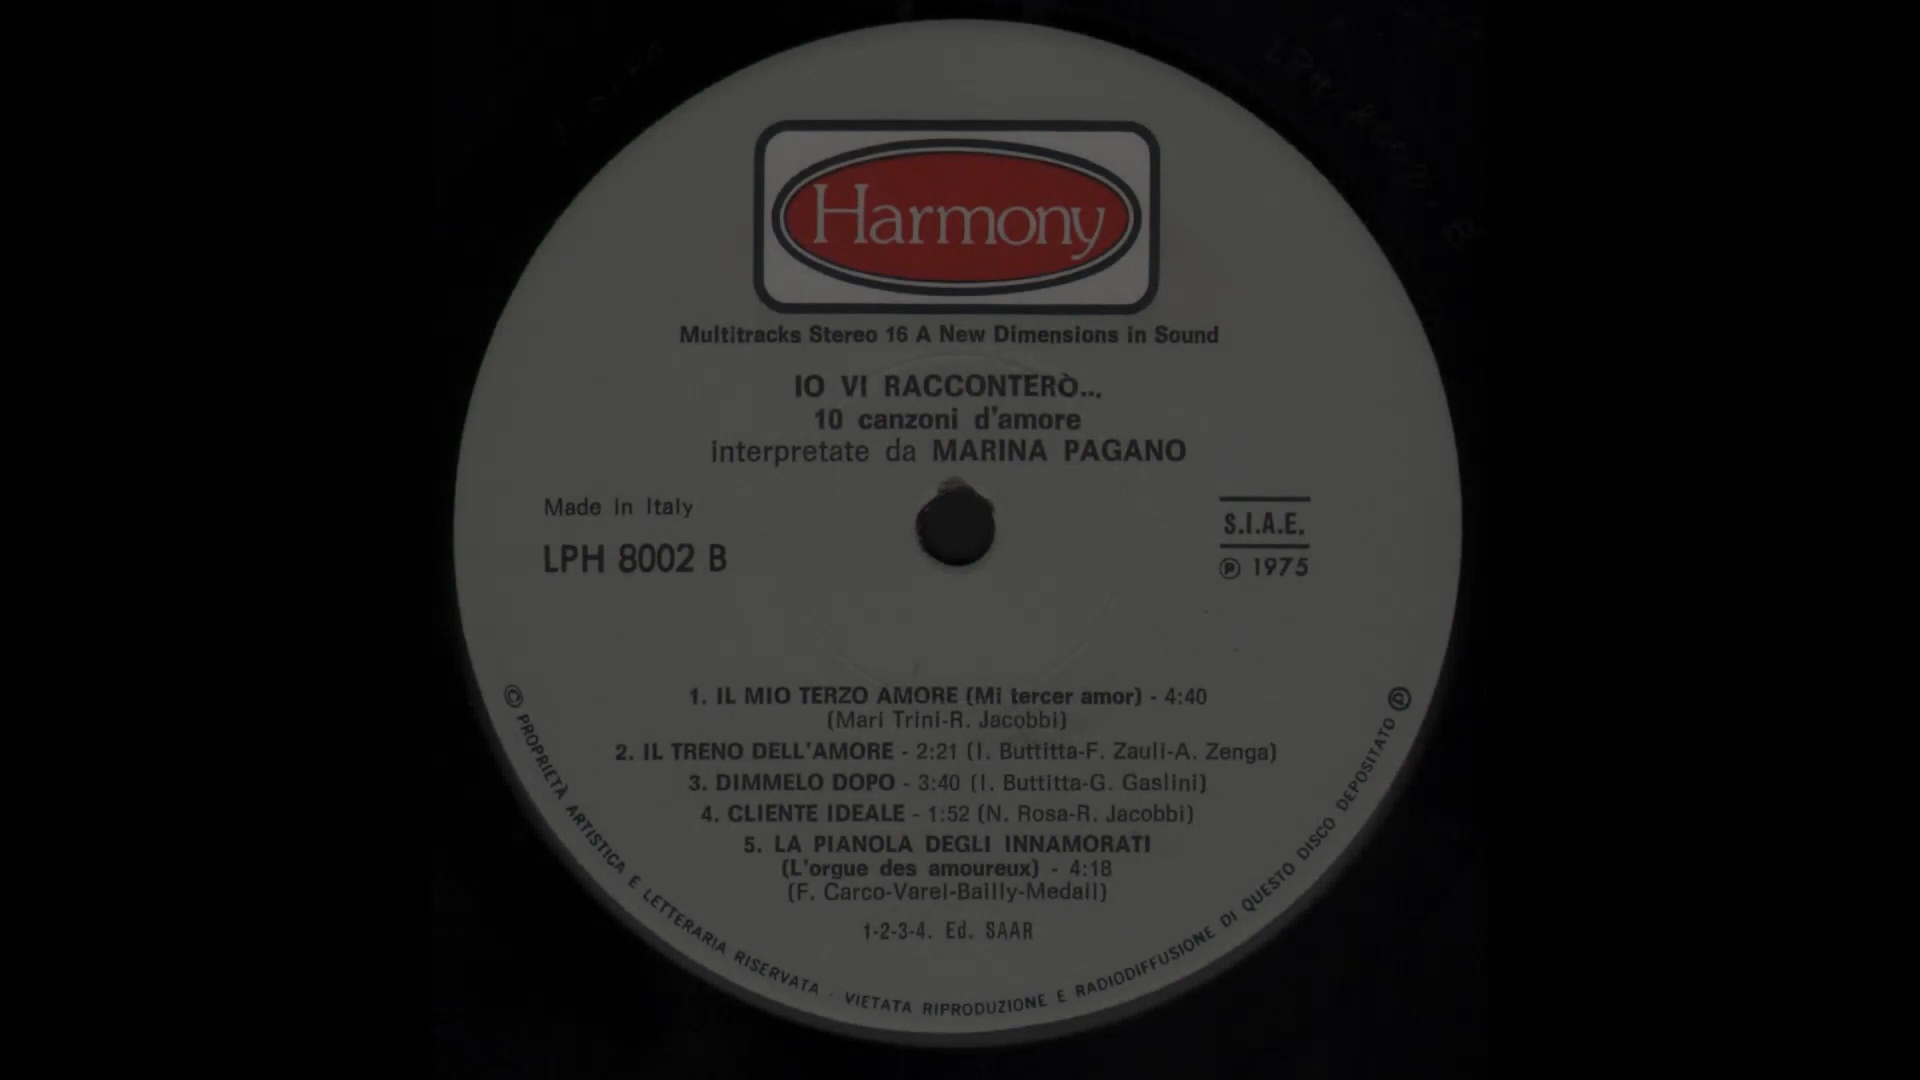 Harmony
Multitracks Stereo 16 A New Dimensions in Sound
IO VI RACCONTERÒ...
10 canzoni d'amore
interpretate da MARINA PAGANO
Made in Italy
LPH 8002 B
S.I.A.E.
℗ 1975
1. IL MIO TERZO AMORE (Mi tercer amor) - 4:40
(Mari Trini-R. Jacobbi)
2. IL TRENO DELL'AMORE - 2:21 (I. Buttitta-F. Zauli-A. Zenga)
3. DIMMELO DOPO - 3:40 (I. Buttitta-G. Gaslini)
4. CLIENTE IDEALE - 1:52 (N. Rosa-R. Jacobbi)
5. LA PIANOLA DEGLI INNAMORATI
(L'orgue des amoureux) - 4:18
(F. Carco-Varel-Bailly-Medail)
1-2-3-4. Ed. SAAR
© PROPRIETÀ ARTISTICA E LETTERARIA RISERVATA · VIETATA RIPRODUZIONE E RADIODIFFUSIONE DI QUESTO DISCO DEPOSITATO ℗